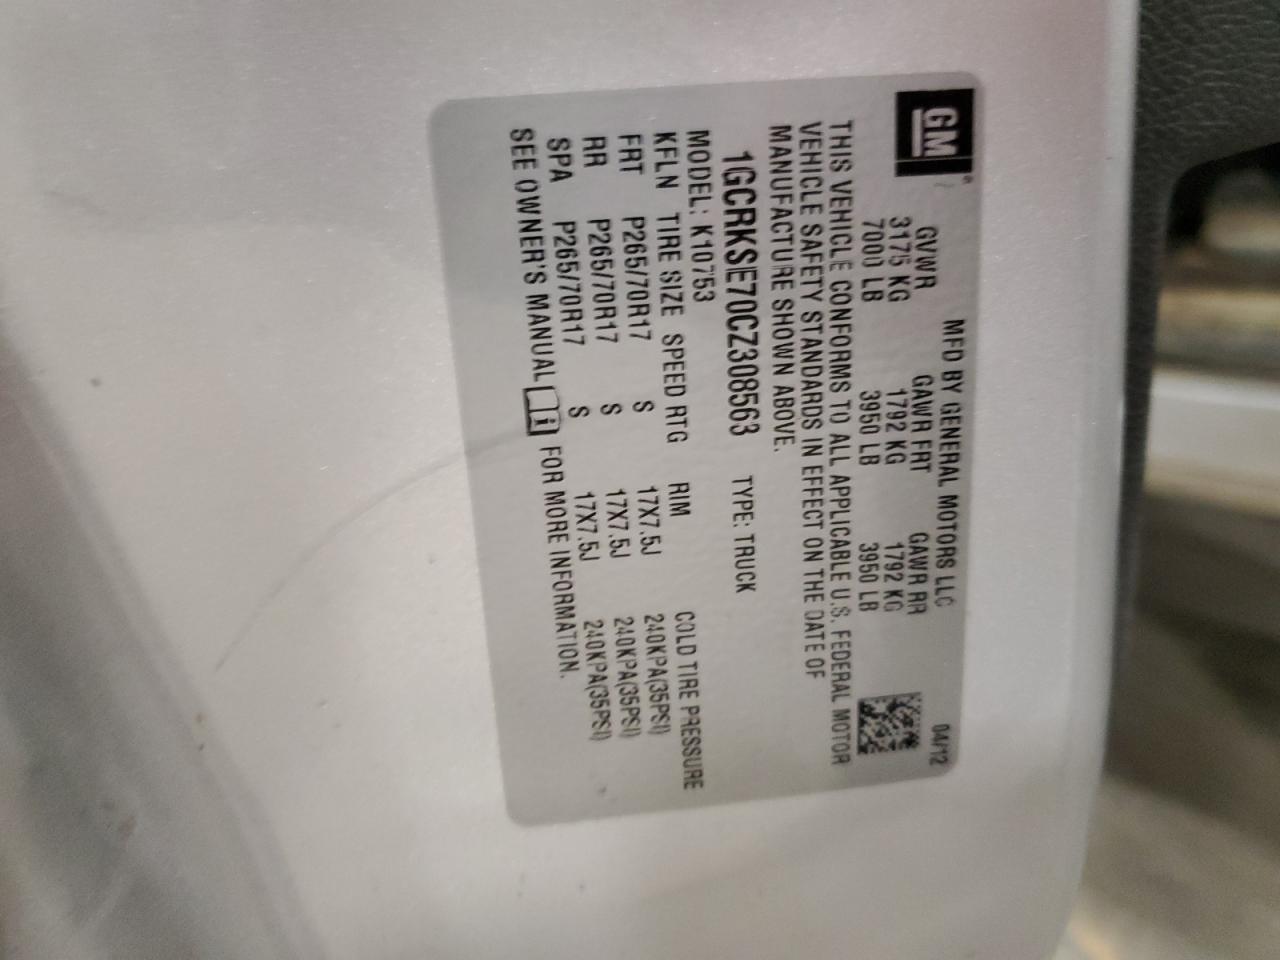 GM
MFD BY GENERAL MOTORS LLC 04/12
GVWR GAWR FRT GAWR RR
3175 KG 1792 KG 1792 KG
7000 LB 3950 LB 3950 LB
THIS VEHICLE CONFORMS TO ALL APPLICABLE U.S. FEDERAL MOTOR
VEHICLE SAFETY STANDARDS IN EFFECT ON THE DATE OF
MANUFACTURE SHOWN ABOVE.
1GCRKSE70CZ308563 TYPE: TRUCK
MODEL: K10753
KFLN TIRE SIZE SPEED RTG RIM COLD TIRE PRESSURE
FRT P265/70R17 S 17X7.5J 240KPA(35PSI)
RR P265/70R17 S 17X7.5J 240KPA(35PSI)
SPA P265/70R17 S 17X7.5J 240KPA(35PSI)
SEE OWNER'S MANUAL FOR MORE INFORMATION.